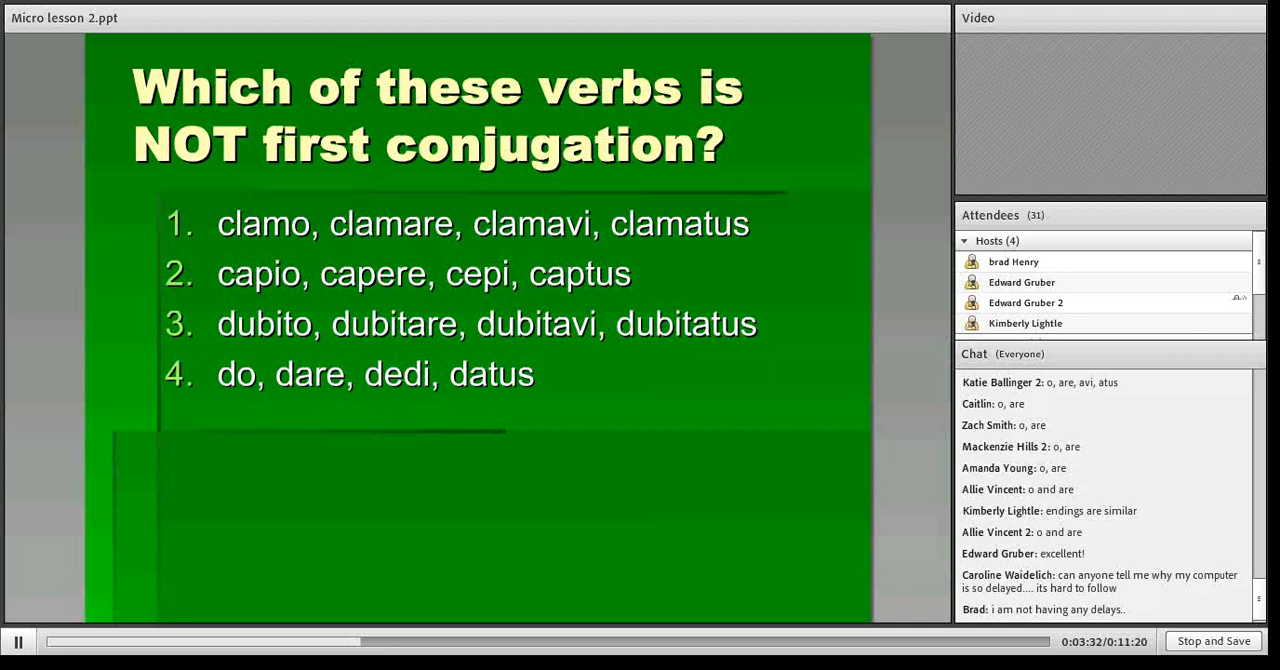 Micro lesson 2.ppt
Which of these verbs is
NOT first conjugation?
1. clamo, clamare, clamavi, clamatus
2. capio, capere, cepi, captus
3. dubito, dubitare, dubitavi, dubitatus
4. do, dare, dedi, datus
Video
Attendees (31)
Hosts (4)
brad Henry
Edward Gruber
Edward Gruber 2
Kimberly Lightle
Chat (Everyone)
Katie Ballinger 2: o, are, avi, atus
Caitlin: o, are
Zach Smith: o, are
Mackenzie Hills 2: o, are
Amanda Young: o, are
Allie Vincent: o and are
Kimberly Lightle: endings are similar
Allie Vincent 2: o and are
Edward Gruber: excellent!
Caroline Waidelich: can anyone tell me why my computer
is so delayed.... its hard to follow
Brad: i am not having any delays..
0:03:32/0:11:20
Stop and Save